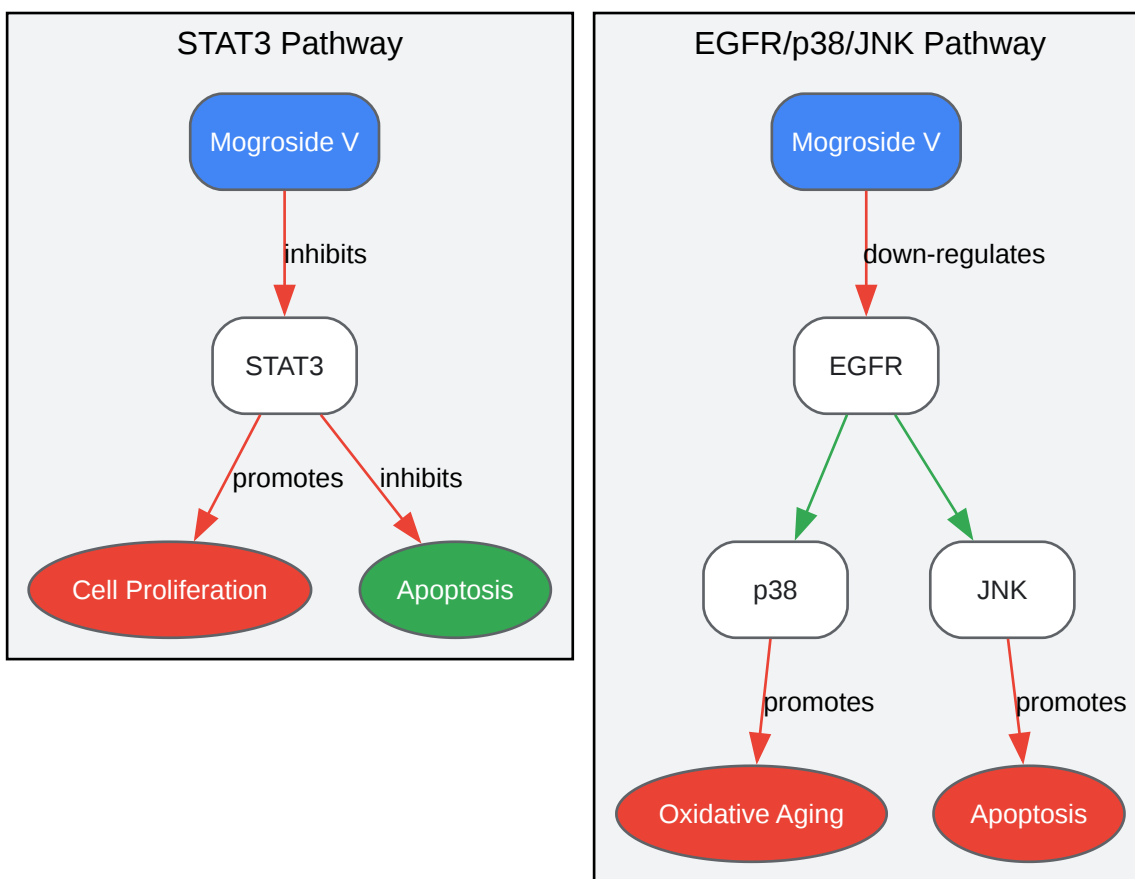 STAT3 Pathway
Mogroside V
inhibits
STAT3
promotes
inhibits
Cell Proliferation
Apoptosis
EGFR/p38/JNK Pathway
Mogroside V
down-regulates
EGFR
p38
JNK
promotes
promotes
Oxidative Aging
Apoptosis